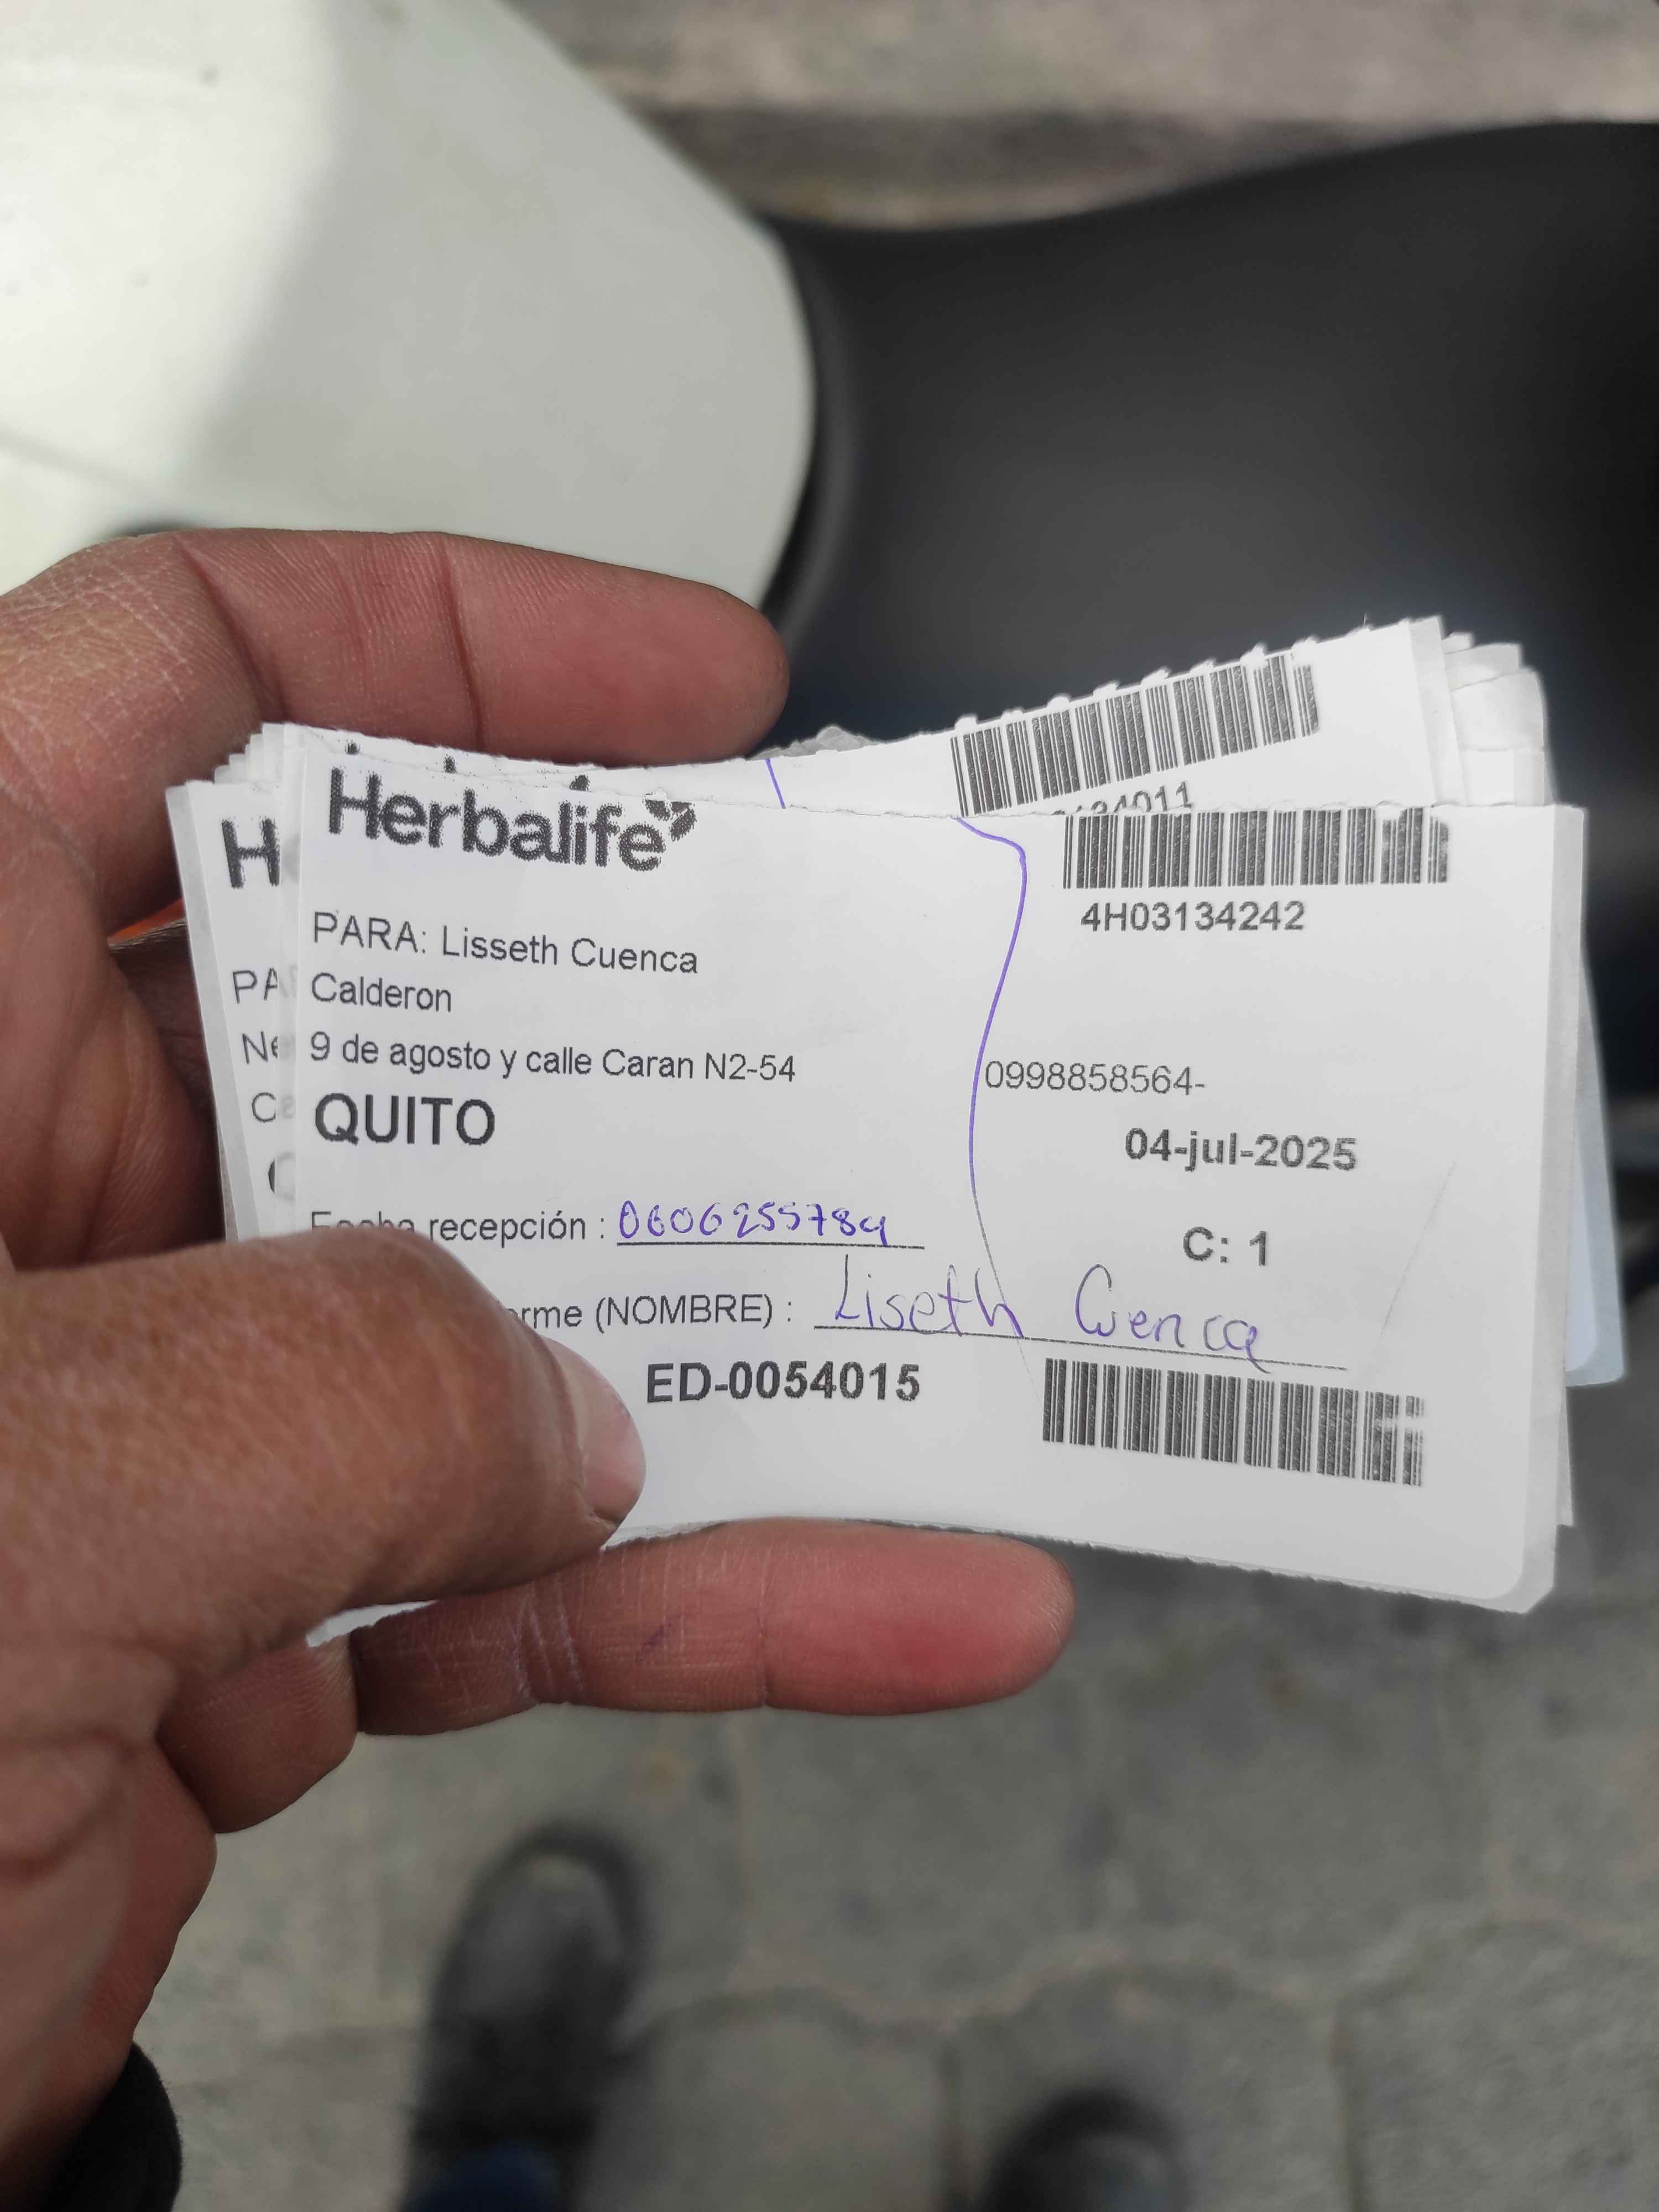 Herbalife
4H03134242
PARA: Lisseth Cuenca
Calderon
9 de agosto y calle Caran N2-54
0998858564-
QUITO
04-jul-2025
recepción : 0606255789
C: 1
(NOMBRE) : Liseth Cuenca
ED-0054015